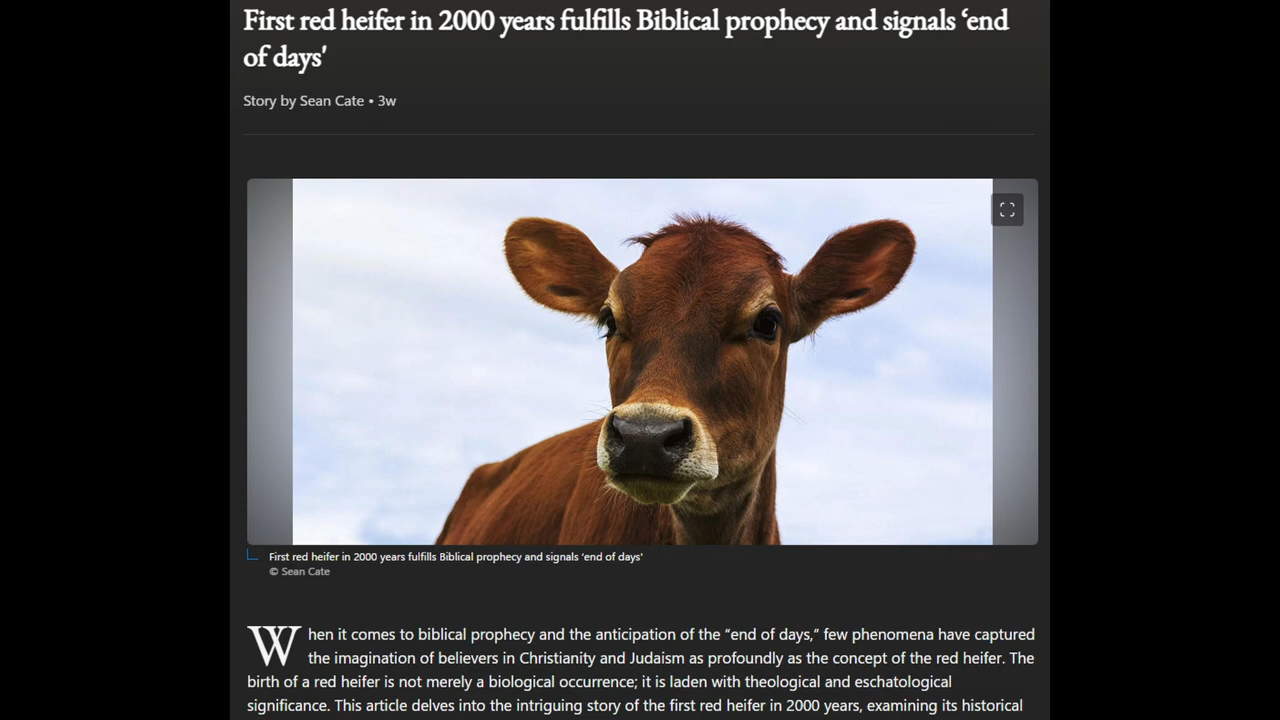 First red heifer in 2000 years fulfills Biblical prophecy and signals ‘end
of days'
Story by Sean Cate • 3w
First red heifer in 2000 years fulfills Biblical prophecy and signals ‘end of days'
© Sean Cate
When it comes to biblical prophecy and the anticipation of the “end of days,” few phenomena have captured
the imagination of believers in Christianity and Judaism as profoundly as the concept of the red heifer. The
birth of a red heifer is not merely a biological occurrence; it is laden with theological and eschatological
significance. This article delves into the intriguing story of the first red heifer in 2000 years, examining its historical